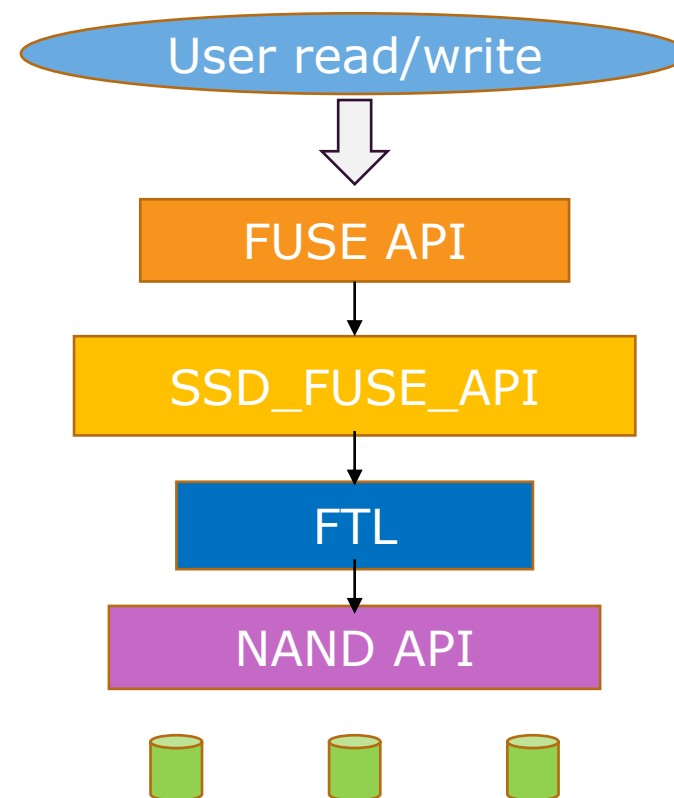 User read/write
FUSE API
SSD_FUSE_API
FTL
NAND API